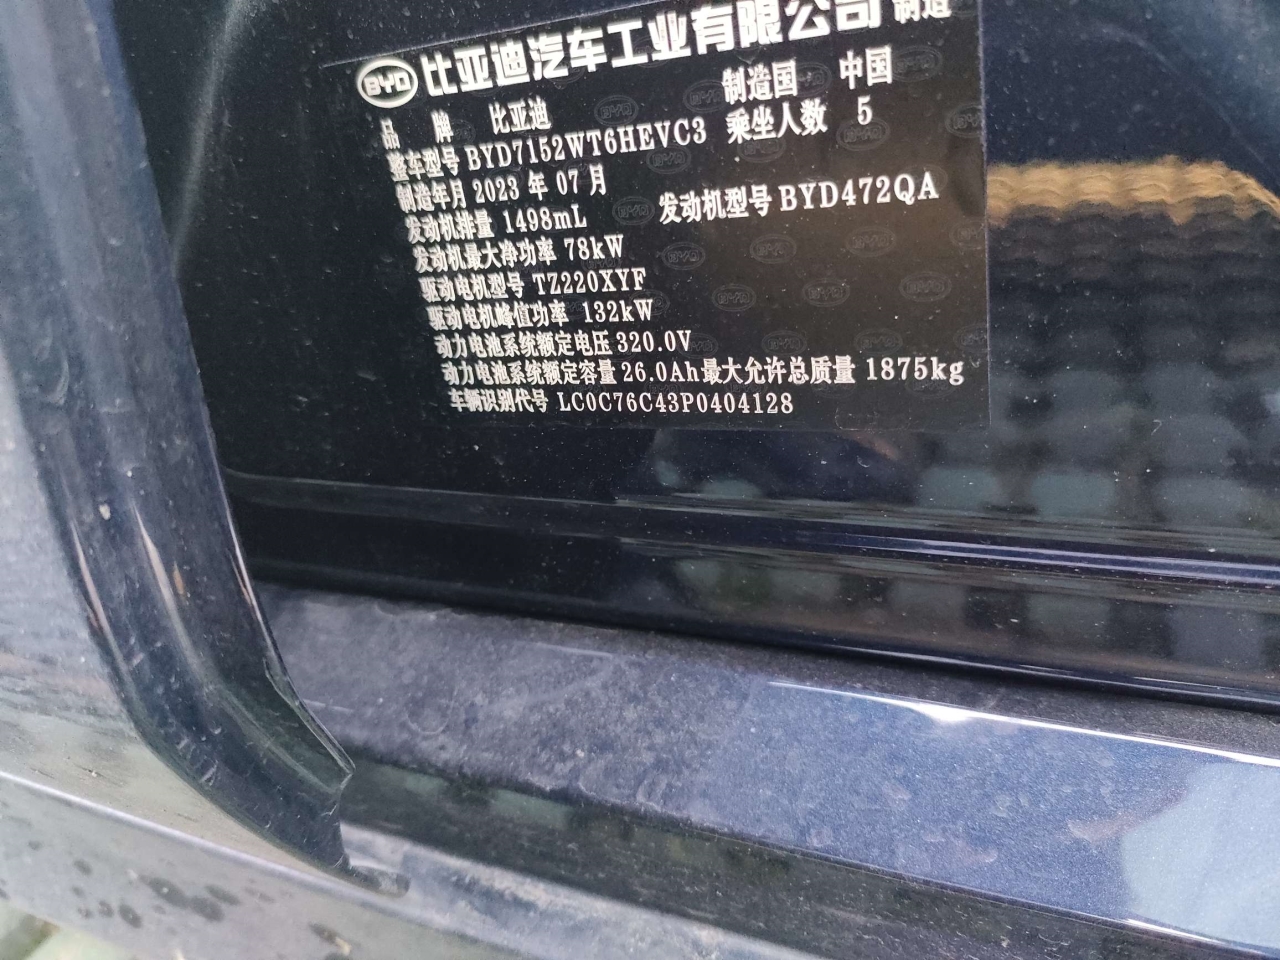 BYD 比亚迪汽车工业有限公司 制造
品 牌 比亚迪 制造国 中国
整车型号 BYD7152WT6HEVC3 乘坐人数 5
制造年月 2023 年 07 月
发动机排量 1498mL 发动机型号 BYD472QA
发动机最大净功率 78kW
驱动电机型号 TZ220XYF
驱动电机峰值功率 132kW
动力电池系统额定电压 320.0V
动力电池系统额定容量 26.0Ah 最大允许总质量 1875kg
车辆识别代号 LC0C76C43P0404128